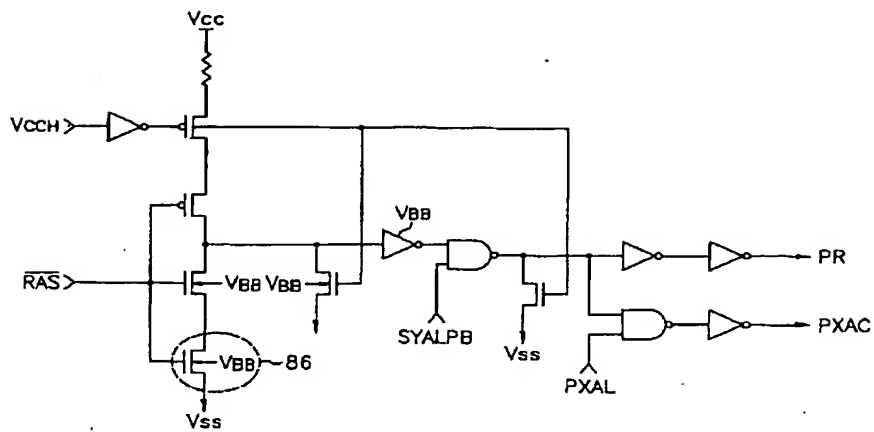 Vcc
VCCH
VBB
PR
RAS
VBB VBB
SYALPB
Vss
PXAC
VBB
86
PXAL
Vss